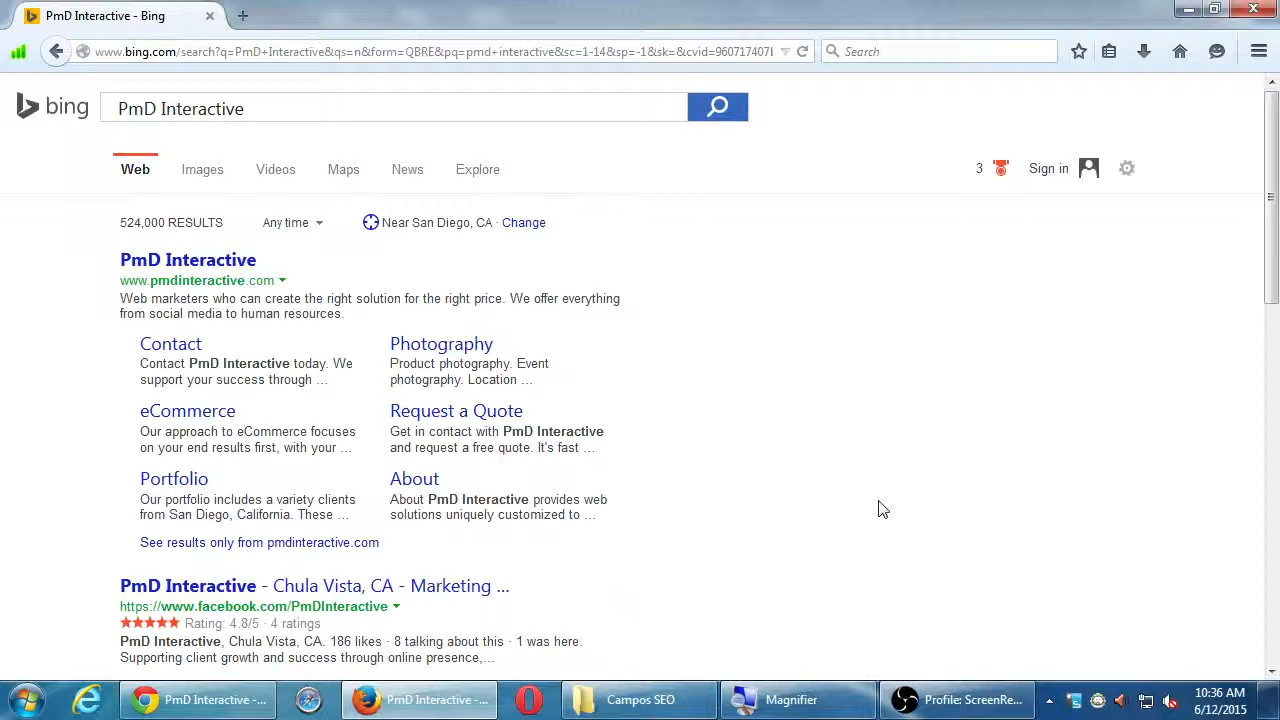 PmD Interactive - Bing
www.bing.com/search?q=PmD+Interactive&qs=n&form=QBRE&pq=pmd+interactive&sc=1-14&sp=-1&sk=&cvid=960717407
Search
bing
PmD Interactive
Web
Images
Videos
Maps
News
Explore
3
Sign in
524,000 RESULTS
Any time
Near San Diego, CA · Change
PmD Interactive
www.pmdinteractive.com
Web marketers who can create the right solution for the right price. We offer everything
from social media to human resources.
Contact
Contact PmD Interactive today. We
support your success through ...
Photography
Product photography. Event
photography. Location ...
eCommerce
Our approach to eCommerce focuses
on your end results first, with your ...
Request a Quote
Get in contact with PmD Interactive
and request a free quote. It's fast ...
Portfolio
Our portfolio includes a variety clients
from San Diego, California. These ...
About
About PmD Interactive provides web
solutions uniquely customized to ...
See results only from pmdinteractive.com
PmD Interactive - Chula Vista, CA - Marketing ...
https://www.facebook.com/PmDInteractive
Rating: 4.8/5 · 4 ratings
PmD Interactive, Chula Vista, CA. 186 likes · 8 talking about this · 1 was here.
Supporting client growth and success through online presence,...
PmD Interactive -...
PmD Interactive -...
Campos SEO
Magnifier
Profile: ScreenRe...
10:36 AM
6/12/2015